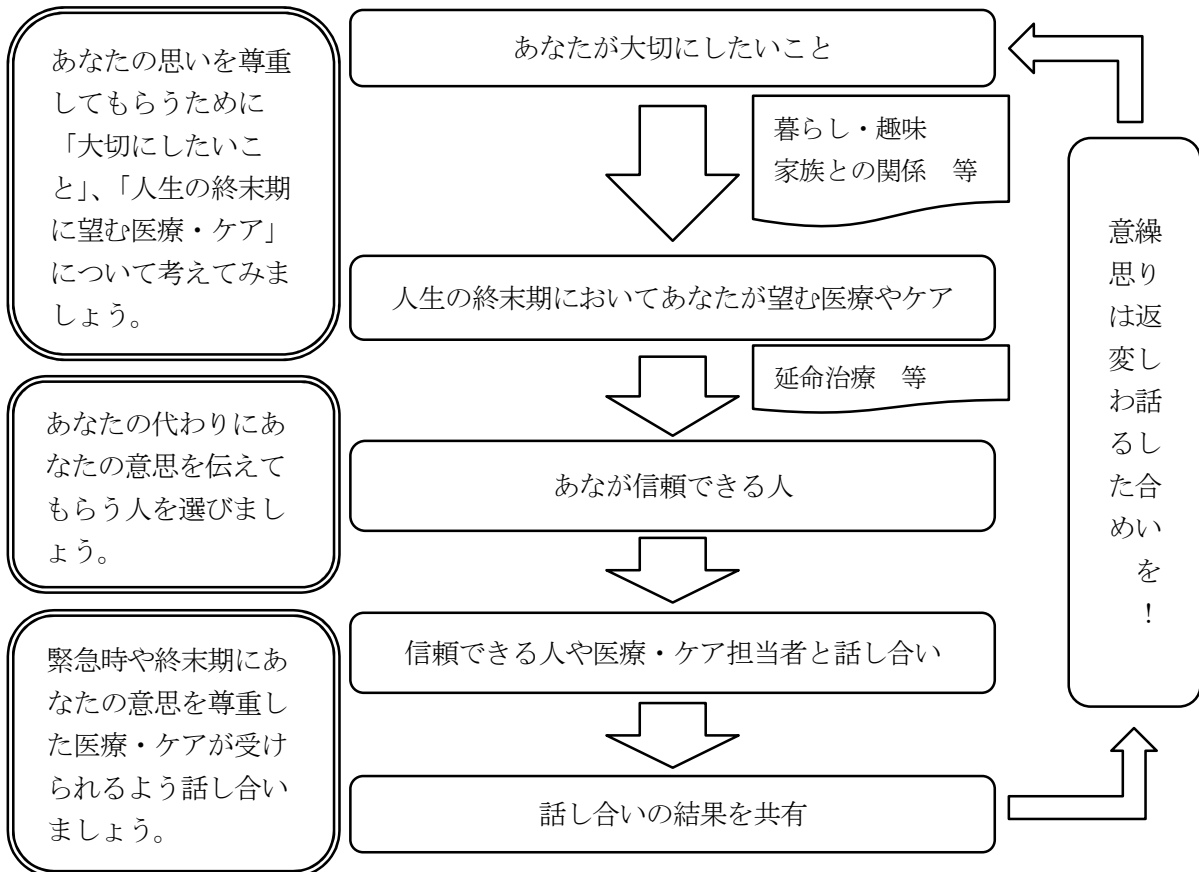 あなたの思いを尊重
してもらうために
「大切にしたいこ
と」、「人生の終末期
に望む医療・ケア」
について考えてみま
しょう。
あなたが大切にしたいこと
暮らし・趣味
家族との関係　等
人生の終末期においてあなたが望む医療やケア
延命治療　等
あなたの代わりにあ
なたの意思を伝えて
もらう人を選びまし
ょう。
あなが信頼できる人
緊急時や終末期にあ
なたの意思を尊重し
た医療・ケアが受け
られるよう話し合い
ましょう。
信頼できる人や医療・ケア担当者と話し合い
話し合いの結果を共有
繰り返し話し合いを！
意思は変わるため